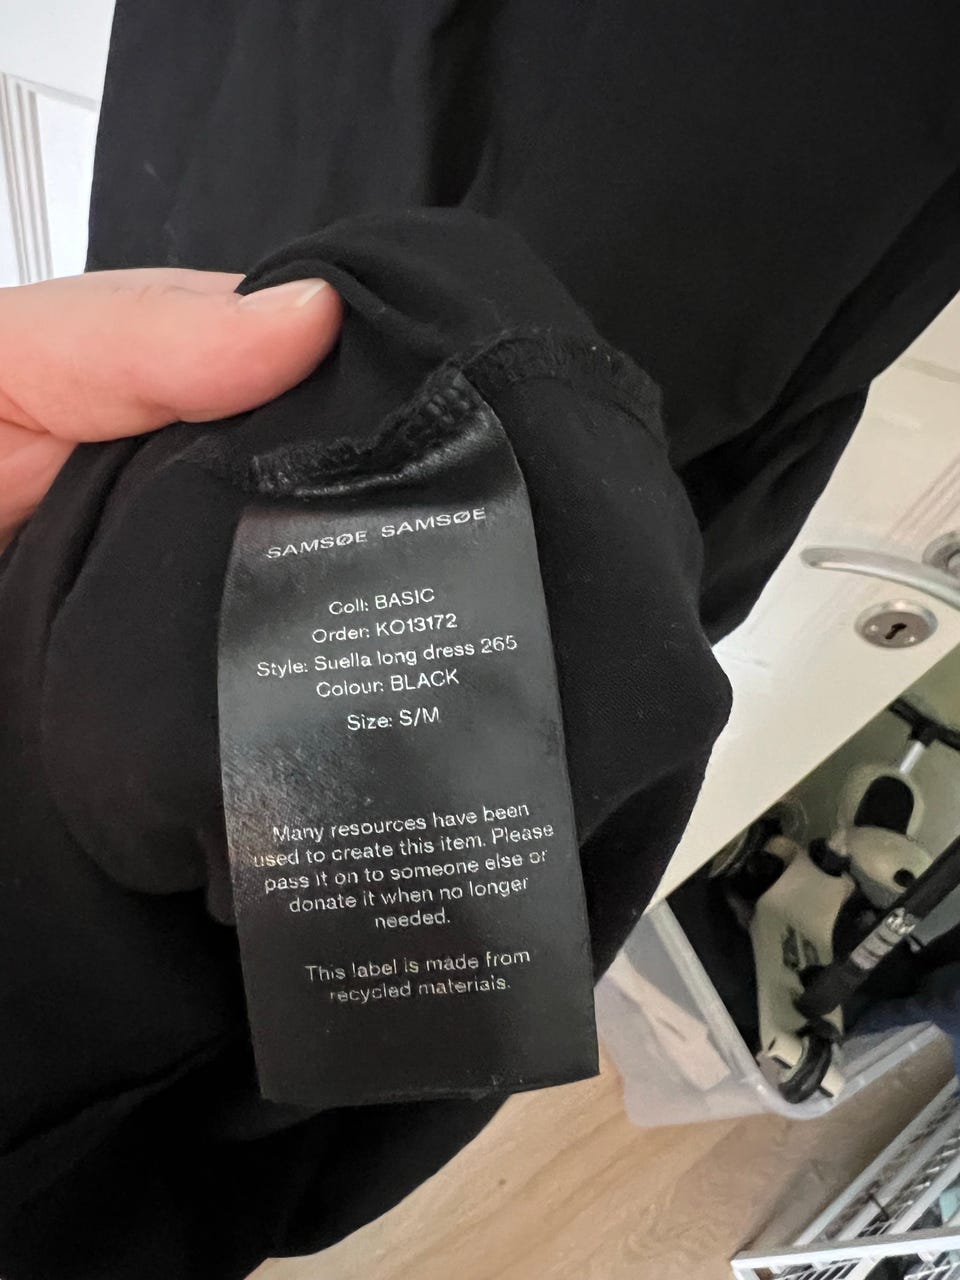 SAMSØE SAMSØE
Coll: BASIC
Order: KO13172
Style: Suella long dress 265
Colour: BLACK
Size: S/M
Many resources have been
used to create this item. Please
pass it on to someone else or
donate it when no longer
needed.
This label is made from
recycled materials.